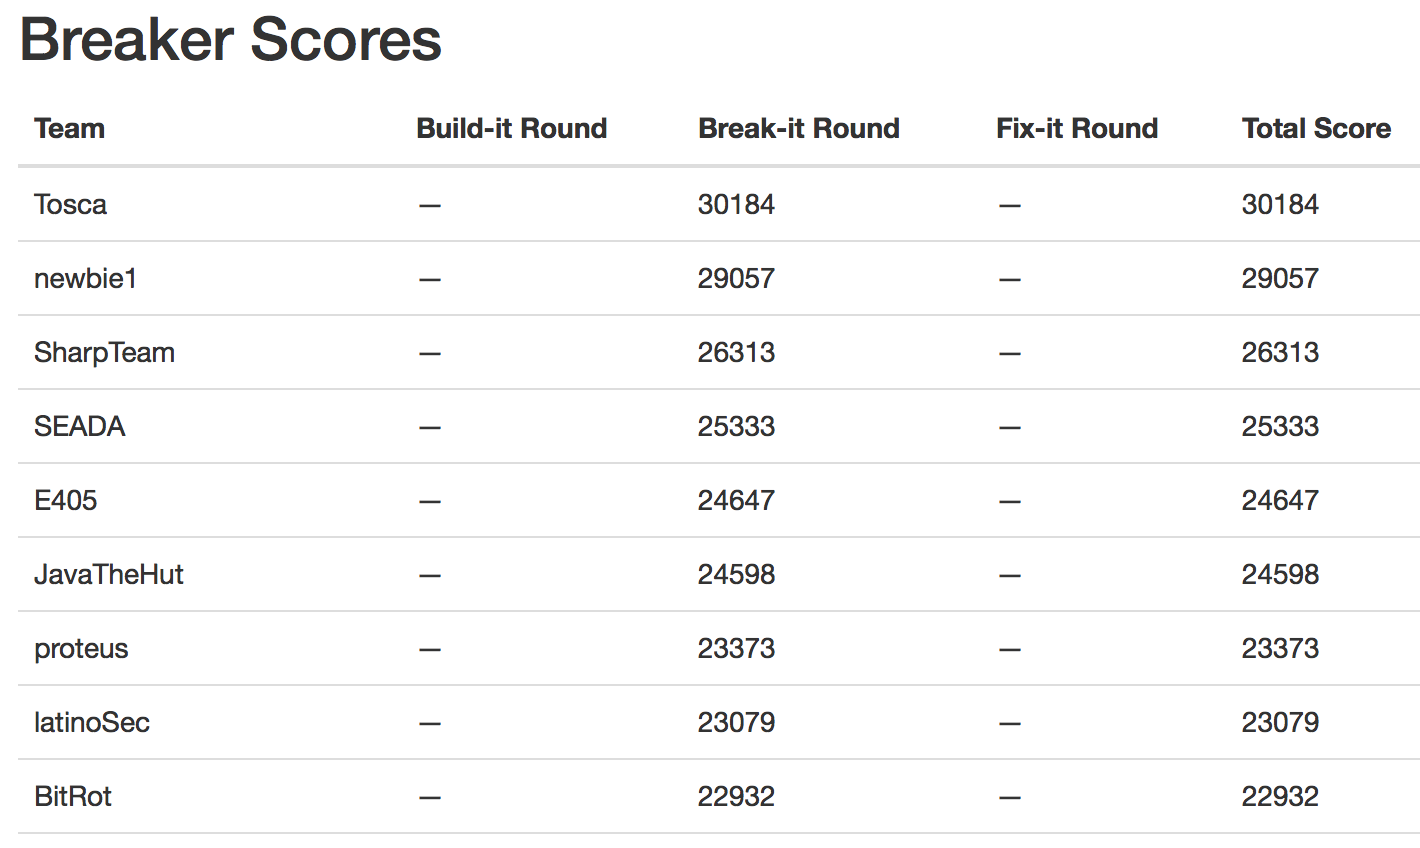 Breaker Scores
Team Build-it Round Break-it Round Fix-it Round Total Score
Tosca — 30184 — 30184
newbie1 — 29057 — 29057
SharpTeam — 26313 — 26313
SEADA — 25333 — 25333
E405 — 24647 — 24647
JavaTheHut — 24598 — 24598
proteus — 23373 — 23373
latinoSec — 23079 — 23079
BitRot — 22932 — 22932